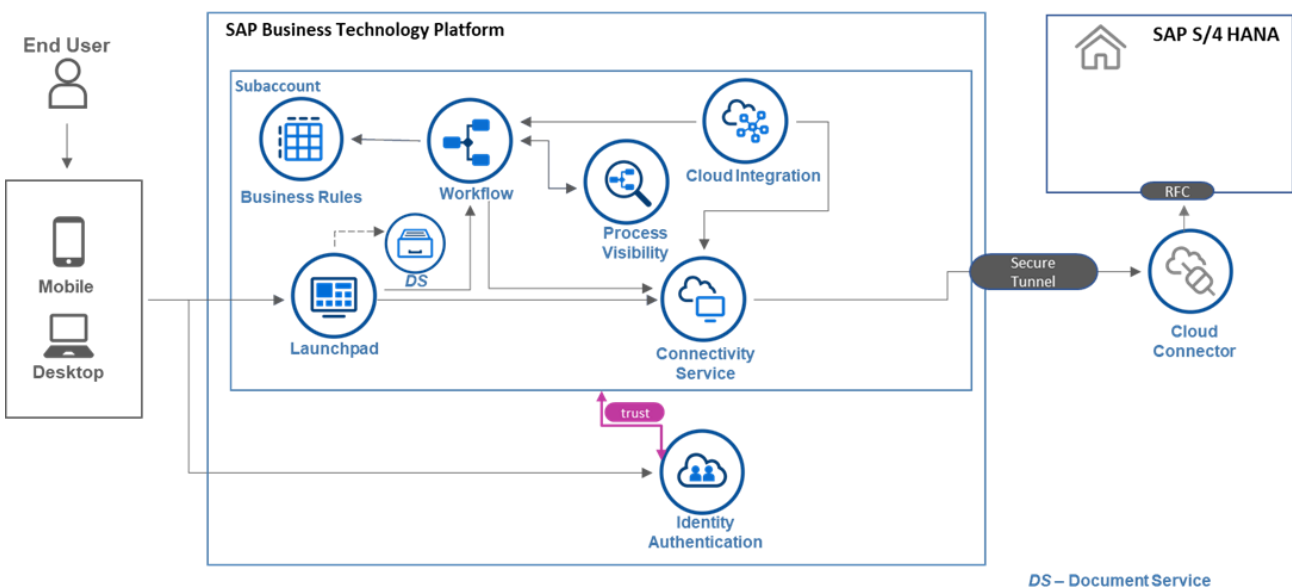 SAP Business Technology Platform
SAP S/4 HANA
End User
Subaccount
Business Rules
Workflow
Cloud Integration
Process
Visibility
RFC
DS
Mobile
Desktop
Launchpad
Connectivity
Service
Secure
Tunnel
Cloud
Connector
trust
Identity
Authentication
DS – Document Service